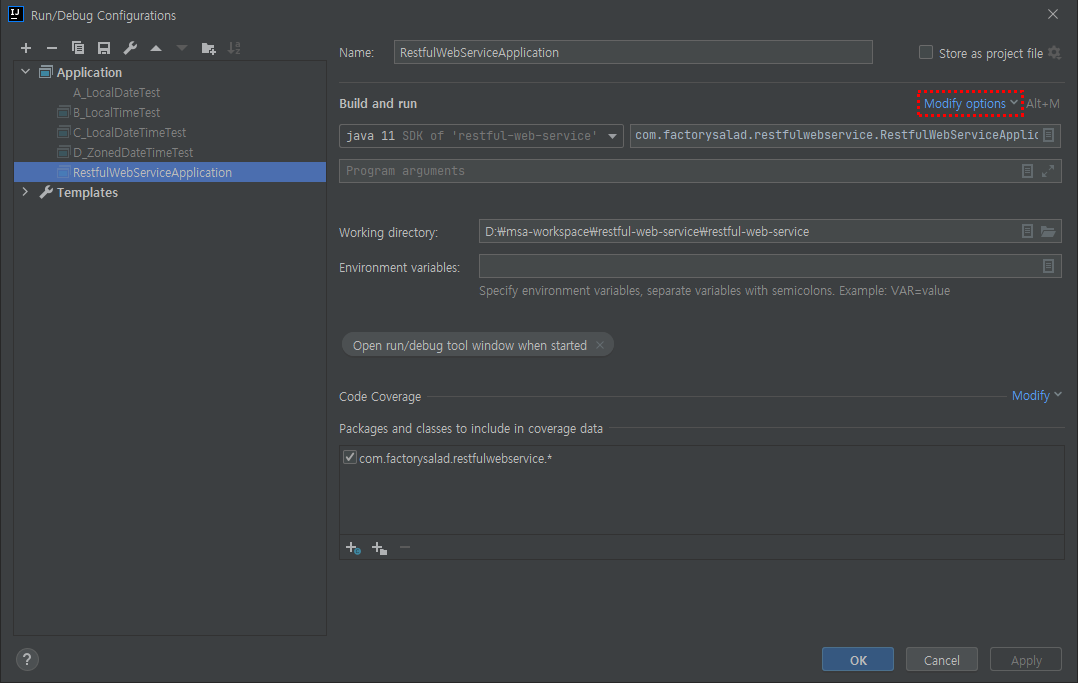 IJ
Run/Debug Configurations
Application
A_LocalDateTest
B_LocalTimeTest
C_LocalDateTimeTest
D_ZonedDateTimeTest
RestfulWebServiceApplication
Templates
Name: RestfulWebServiceApplication Store as project file
Build and run Modify options Alt+M
java 11 SDK of 'restful-web-service' com.factorysalad.restfulwebservice.RestfulWebServiceApplic
Program arguments
Working directory: D:₩msa-workspace₩restful-web-service₩restful-web-service
Environment variables:
Specify environment variables, separate variables with semicolons. Example: VAR=value
Open run/debug tool window when started
Code Coverage Modify
Packages and classes to include in coverage data
com.factorysalad.restfulwebservice.*
? OK Cancel Apply